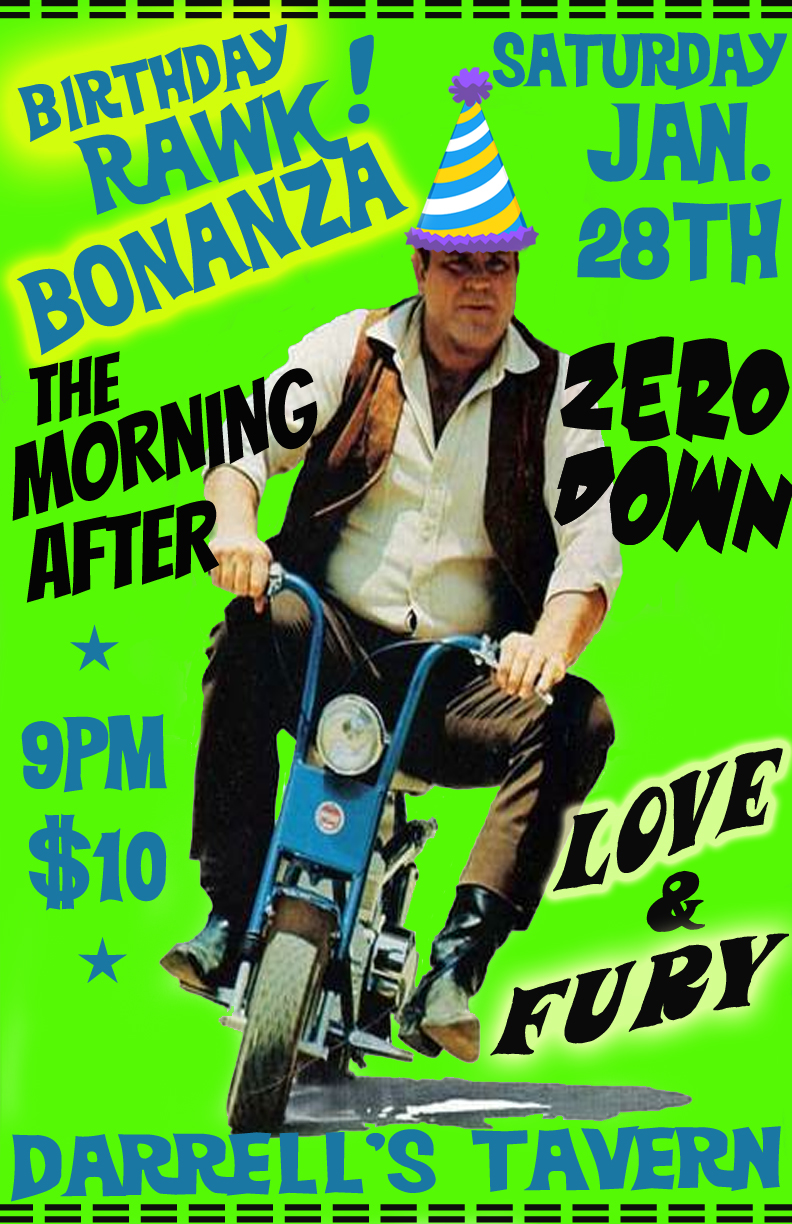 BIRTHDAY
RAWK!
BONANZA
SATURDAY
JAN.
28TH
THE
MORNING
AFTER
ZERO
DOWN
9PM
$10
LOVE
&
FURY
DARRELL'S TAVERN